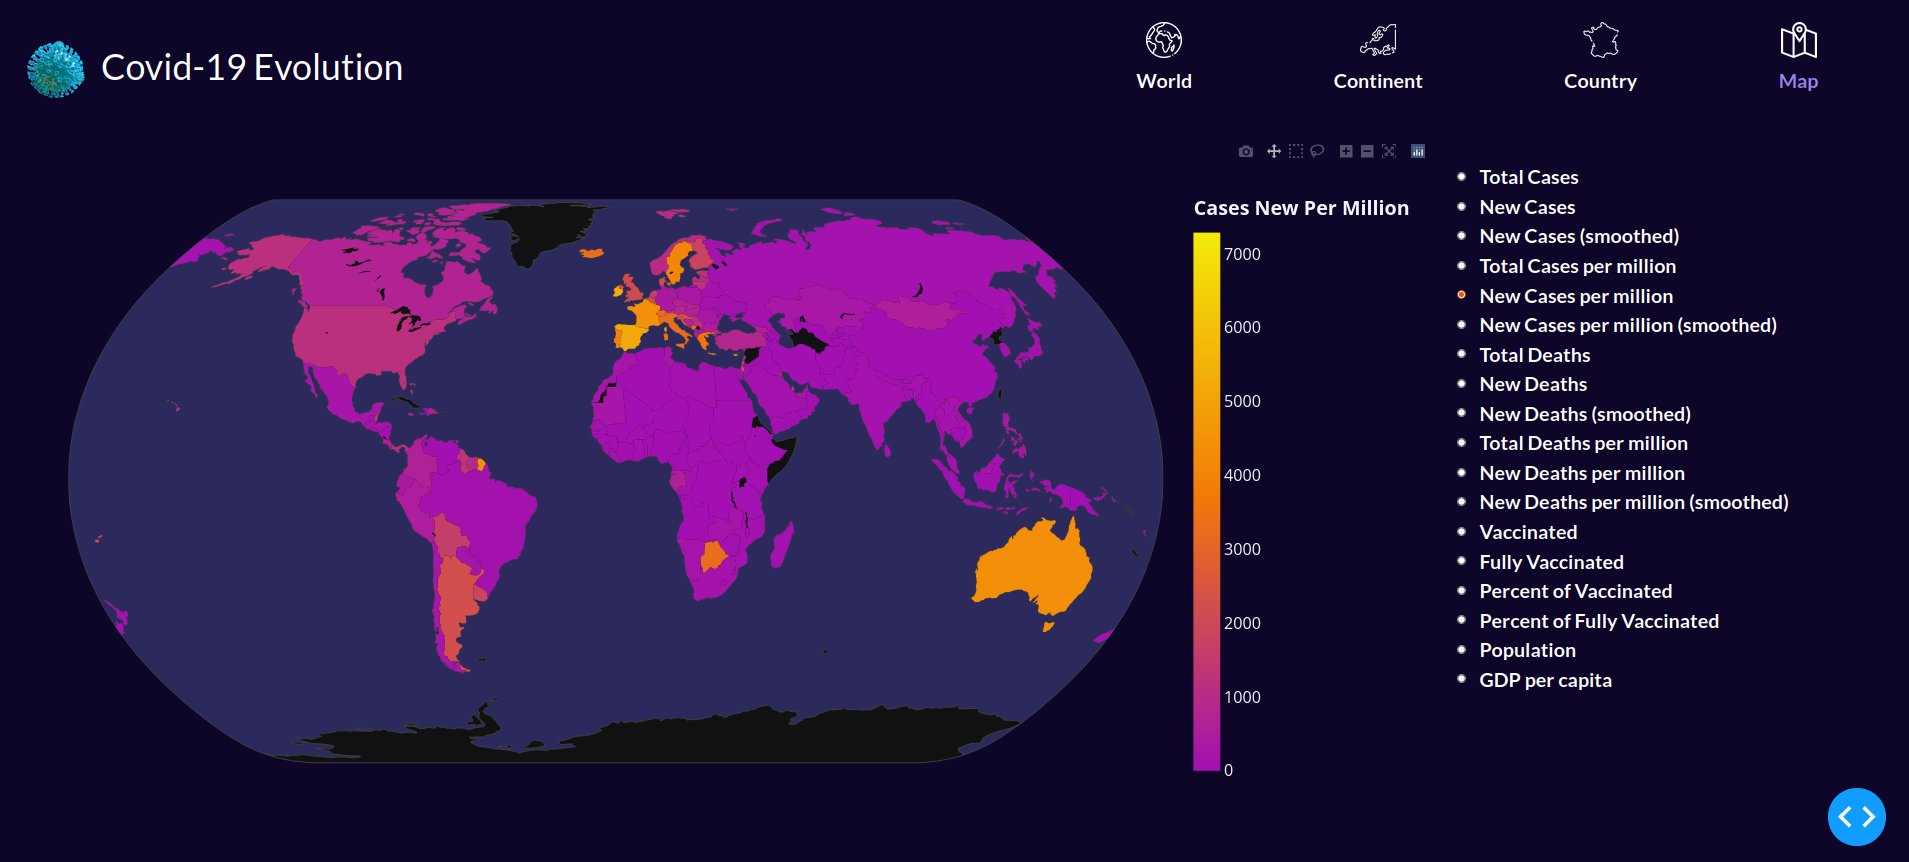 Covid-19 Evolution
World
Continent
Country
Map
Cases New Per Million
7000
6000
5000
4000
3000
2000
1000
0
Total Cases
New Cases
New Cases (smoothed)
Total Cases per million
New Cases per million
New Cases per million (smoothed)
Total Deaths
New Deaths
New Deaths (smoothed)
Total Deaths per million
New Deaths per million
New Deaths per million (smoothed)
Vaccinated
Fully Vaccinated
Percent of Vaccinated
Percent of Fully Vaccinated
Population
GDP per capita